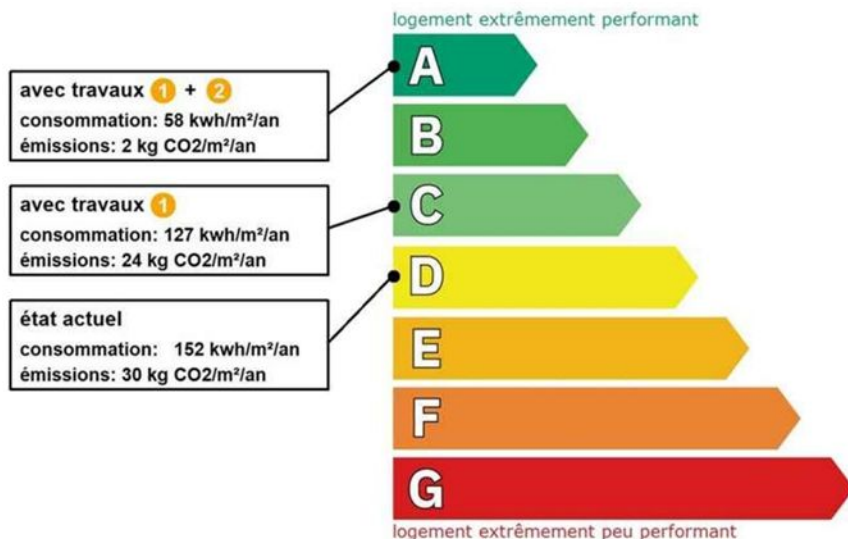 logement extrêmement performant
avec travaux 1 + 2
consommation: 58 kwh/m²/an
émissions: 2 kg CO2/m²/an
avec travaux 1
consommation: 127 kwh/m²/an
émissions: 24 kg CO2/m²/an
état actuel
consommation: 152 kwh/m²/an
émissions: 30 kg CO2/m²/an
A
B
C
D
E
F
G
logement extrêmement peu performant